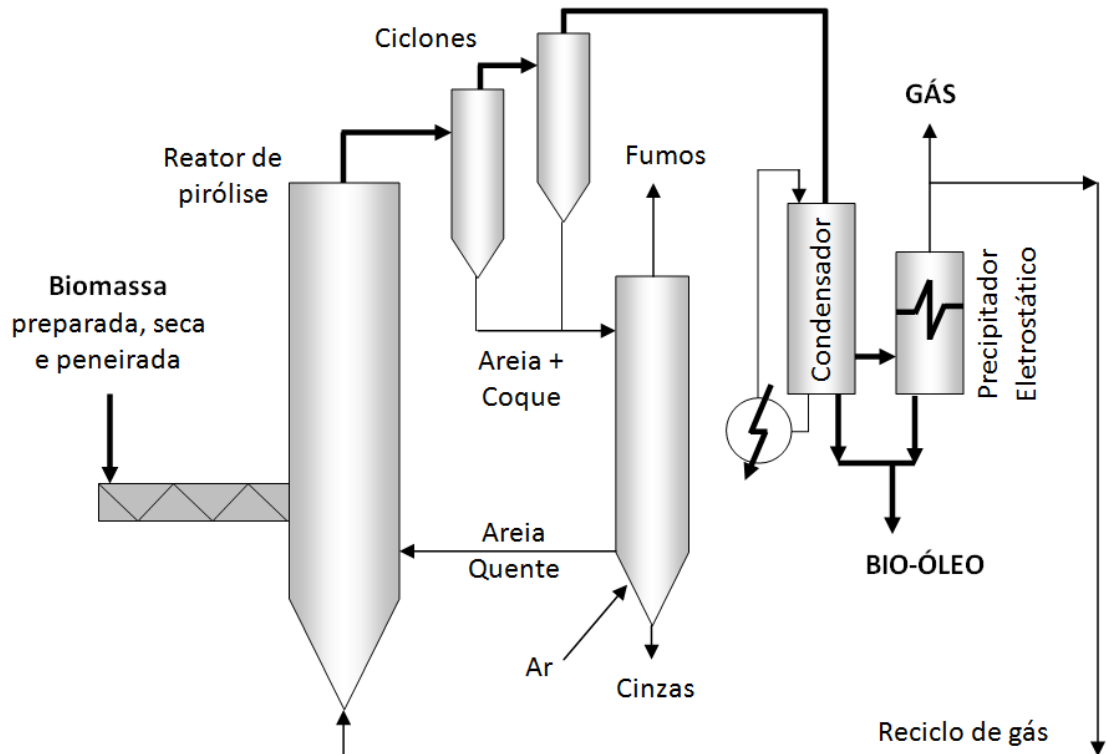 Ciclones
GÁS
Reator de
pirólise
Fumos
Biomassa
preparada, seca
e peneirada
Condensador
Precipitador
Eletrostático
Areia +
Coque
Areia
Quente
BIO-ÓLEO
Ar
Cinzas
Reciclo de gás